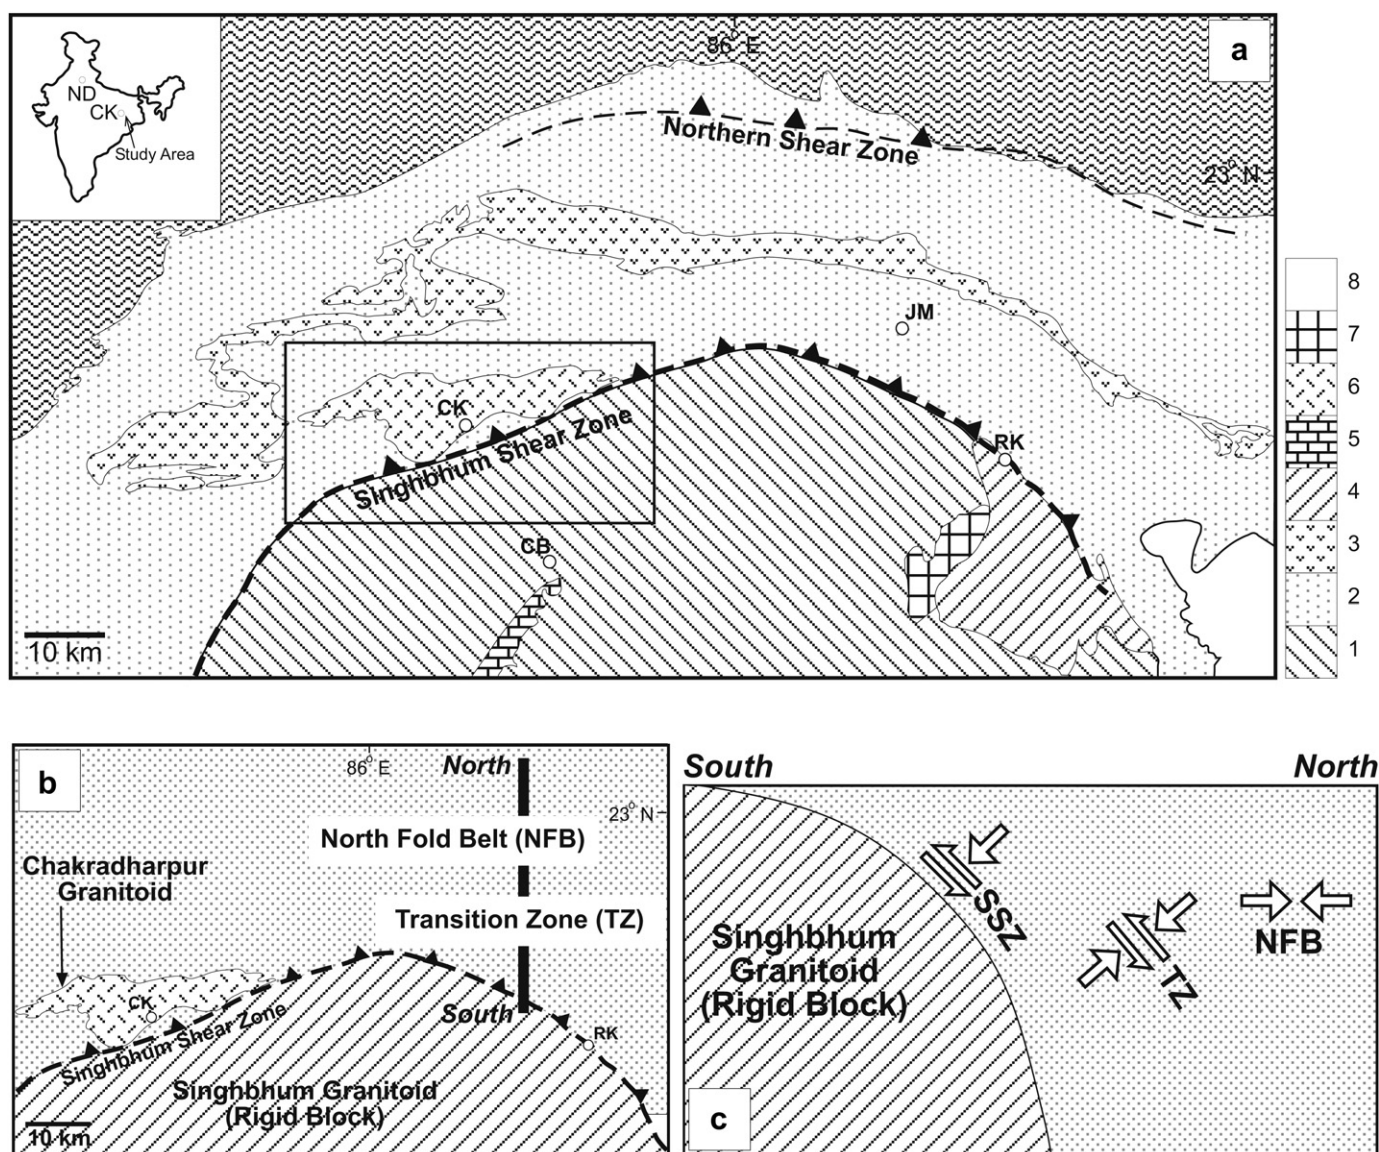 86° E
a
ND
CK
Study Area
Northern Shear Zone
23° N
JM
CK
Singhbhum Shear Zone
RK
CB
10 km
8
7
6
5
4
3
2
1
b
86° E
North
23° N
North Fold Belt (NFB)
Chakradharpur
Granitoid
Transition Zone (TZ)
CK
South
Singhbhum Shear Zone
RK
Singhbhum Granitoid
(Rigid Block)
10 km
South
North
SSZ
TZ
NFB
Singhbhum
Granitoid
(Rigid Block)
c